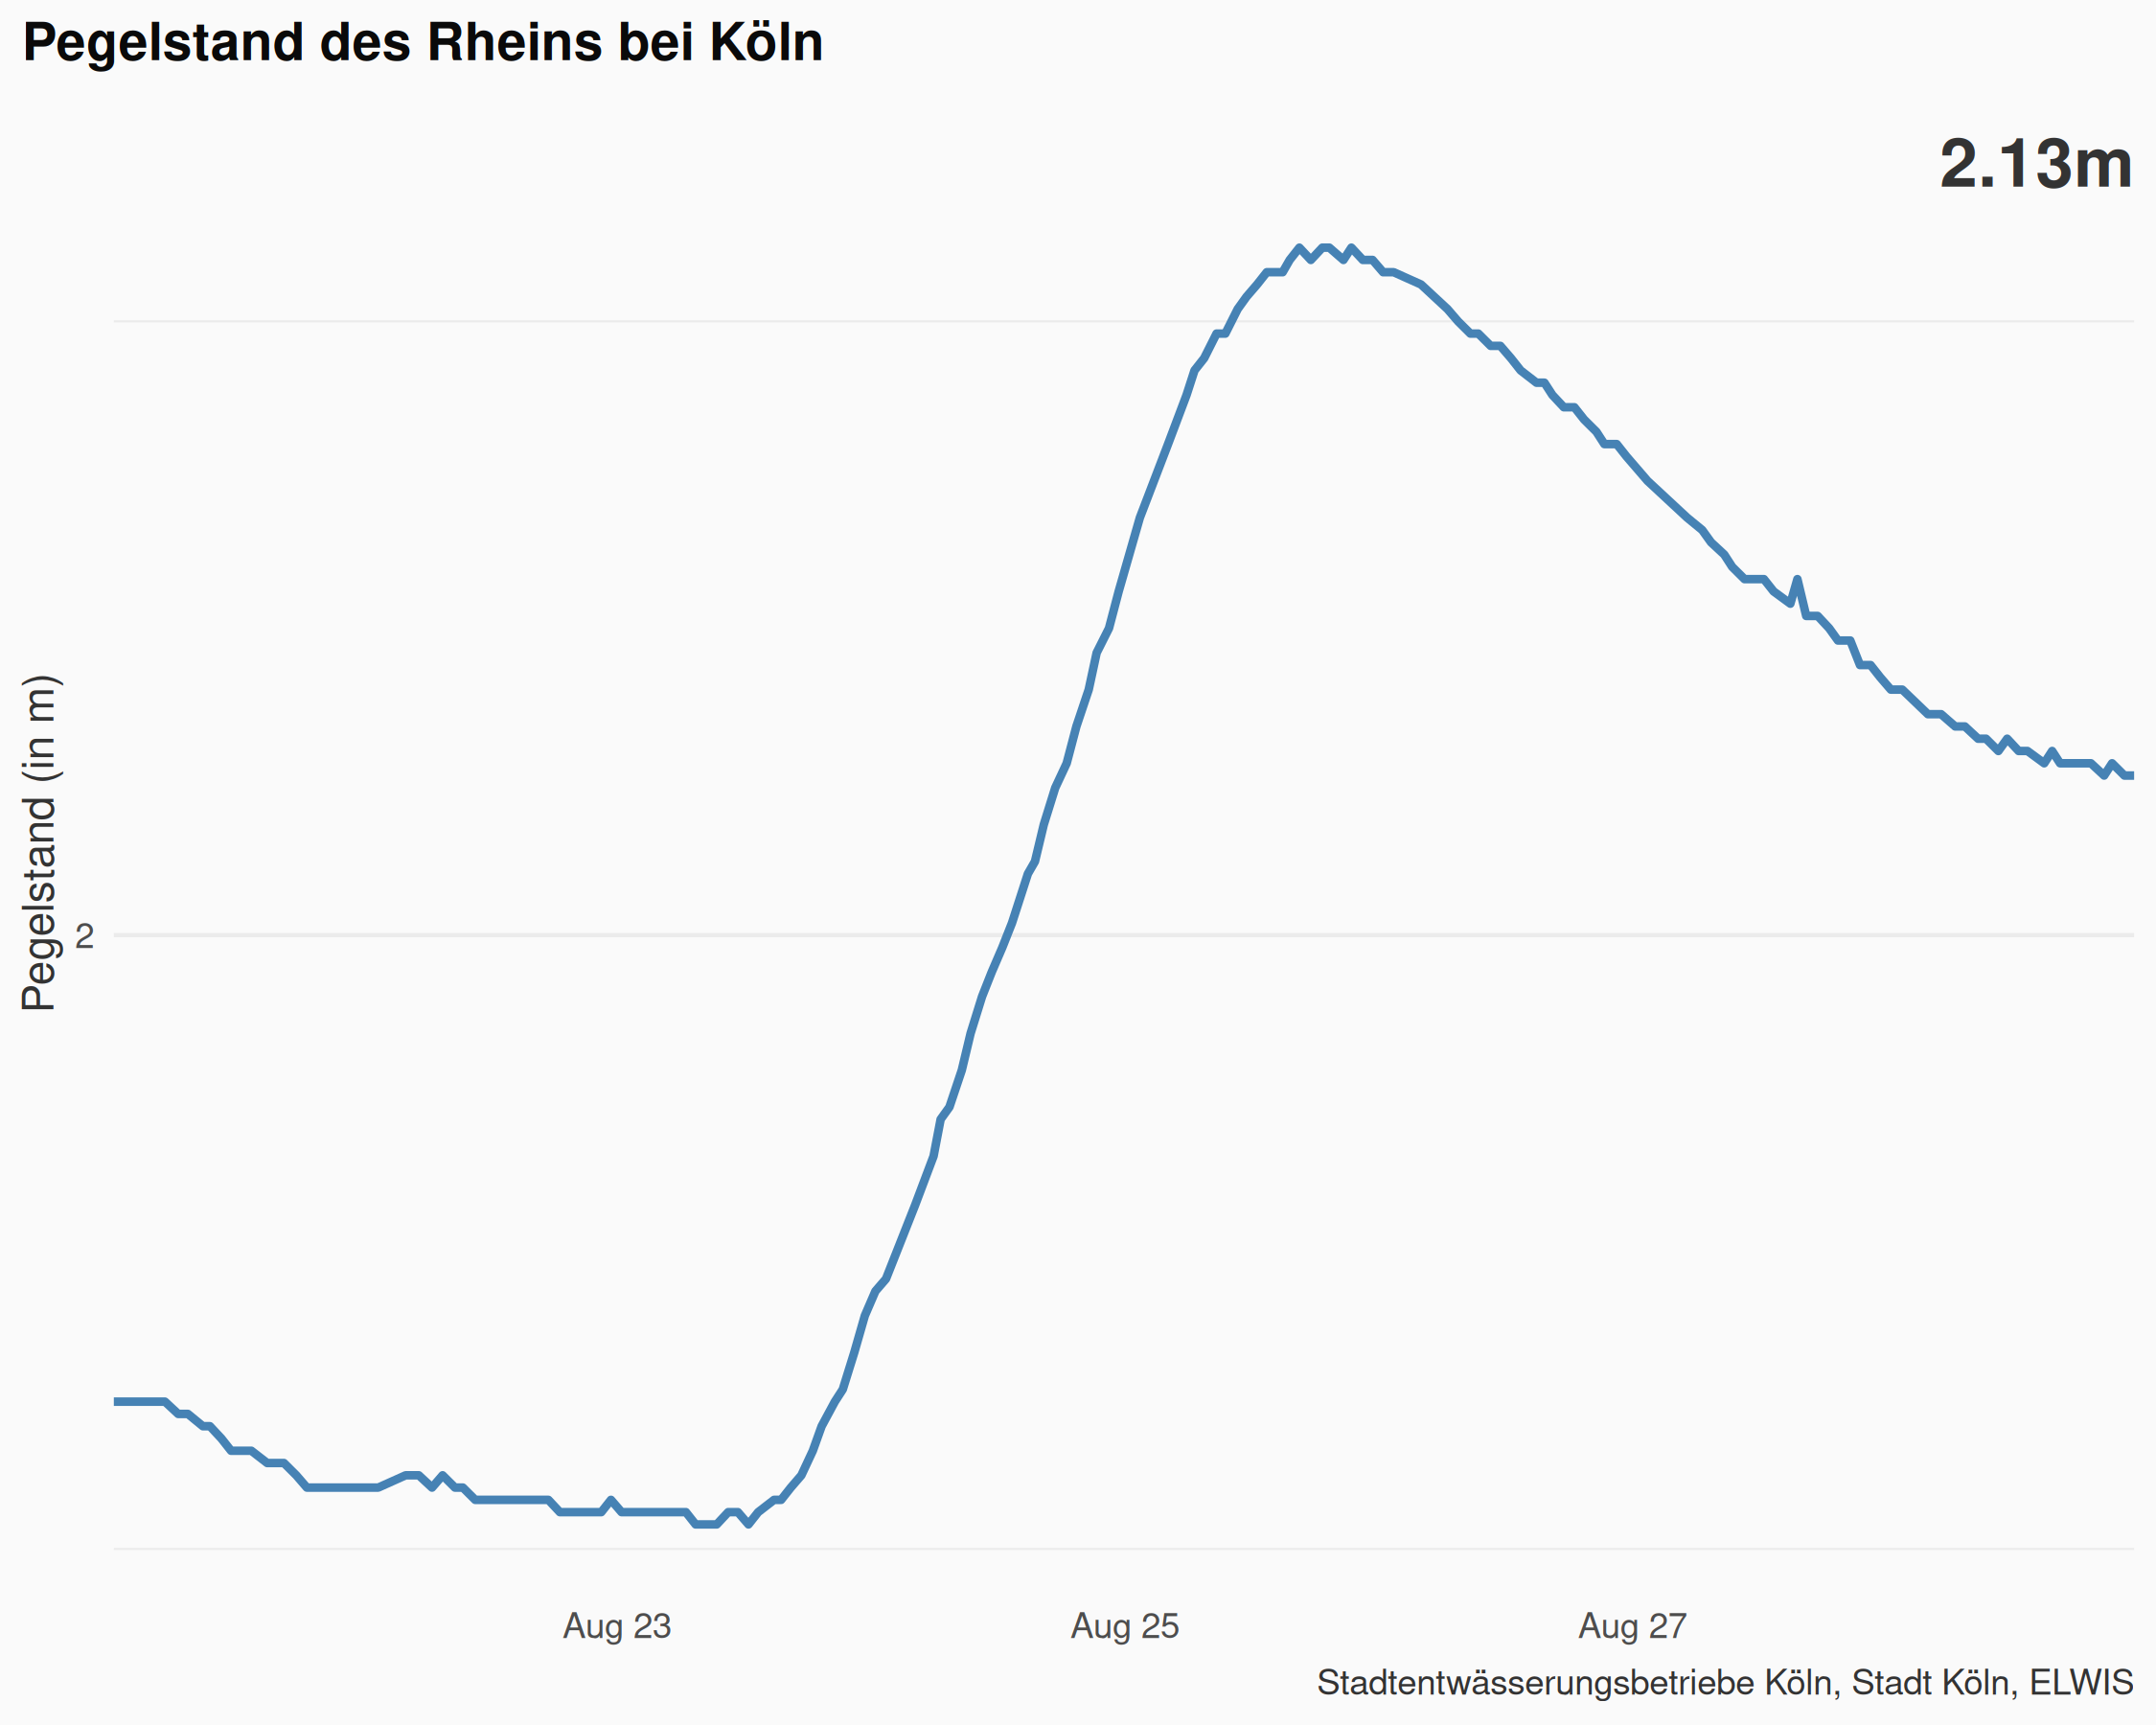 Pegelstand des Rheins bei Köln
2.13m
Pegelstand (in m)
2
Aug 23
Aug 25
Aug 27
Stadtentwässerungsbetriebe Köln, Stadt Köln, ELWIS